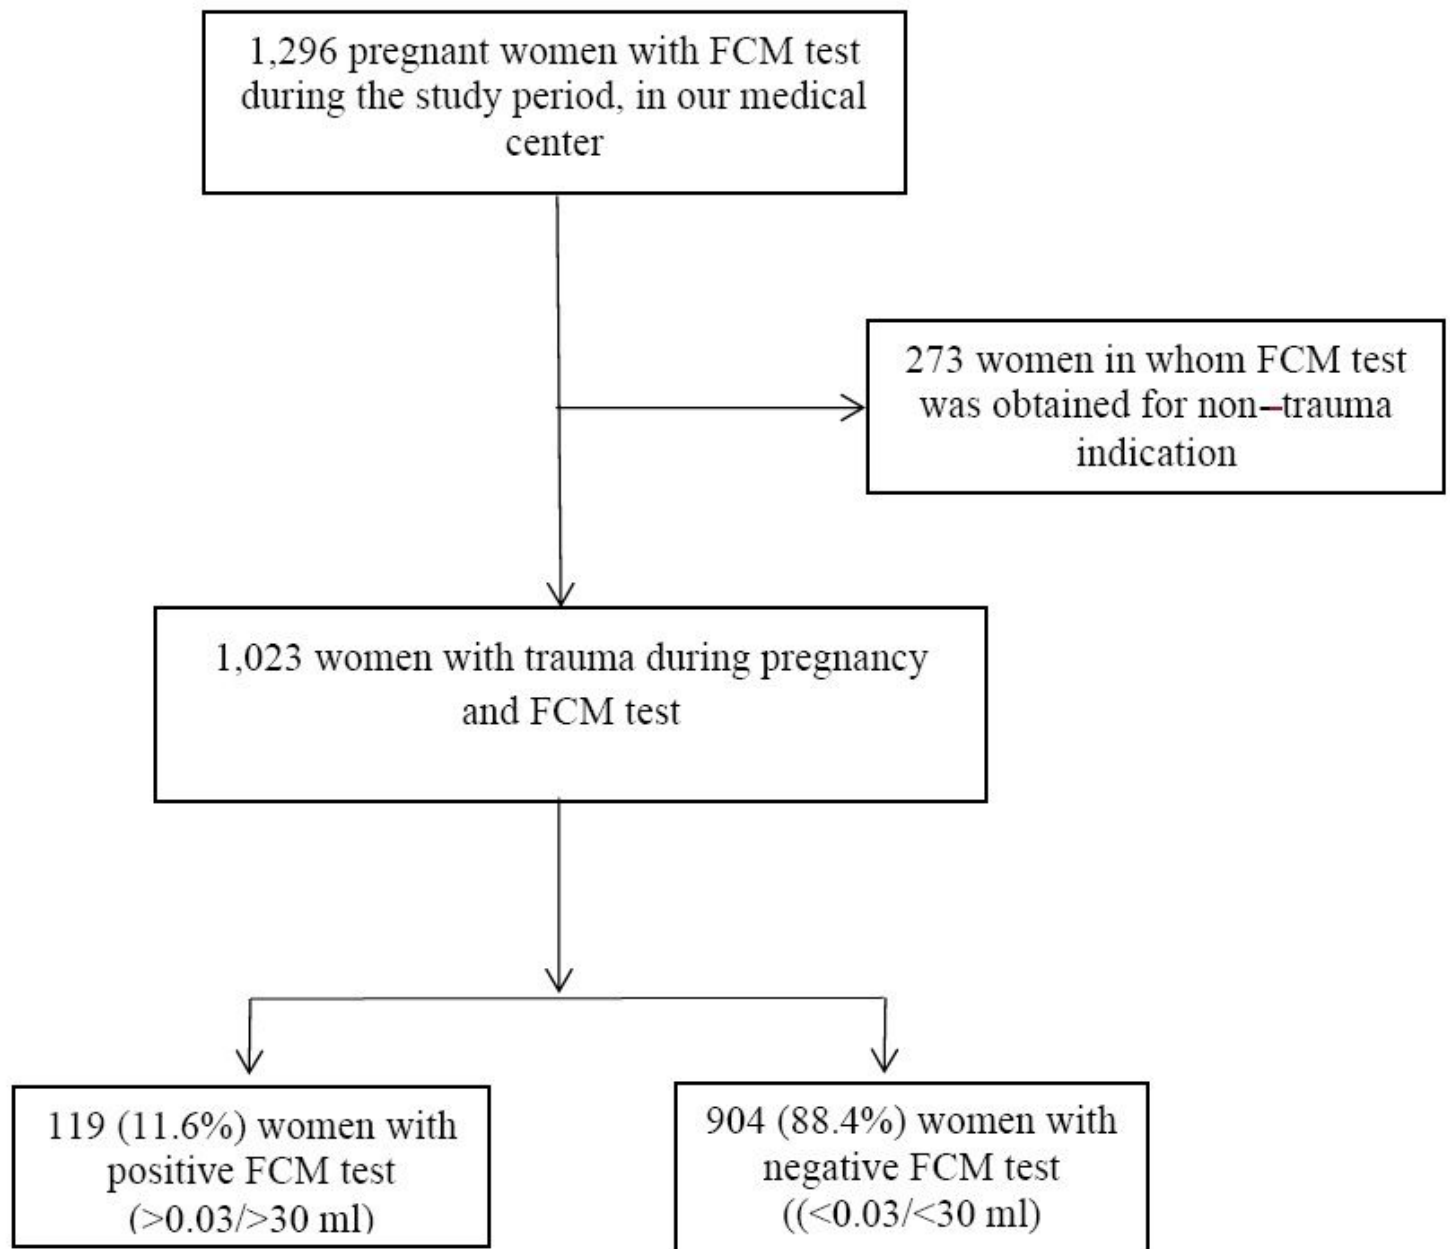 1,296 pregnant women with FCM test
during the study period, in our medical
center
273 women in whom FCM test
was obtained for non--trauma
indication
1,023 women with trauma during pregnancy
and FCM test
119 (11.6%) women with
positive FCM test
(>0.03/>30 ml)
904 (88.4%) women with
negative FCM test
((<0.03/<30 ml)